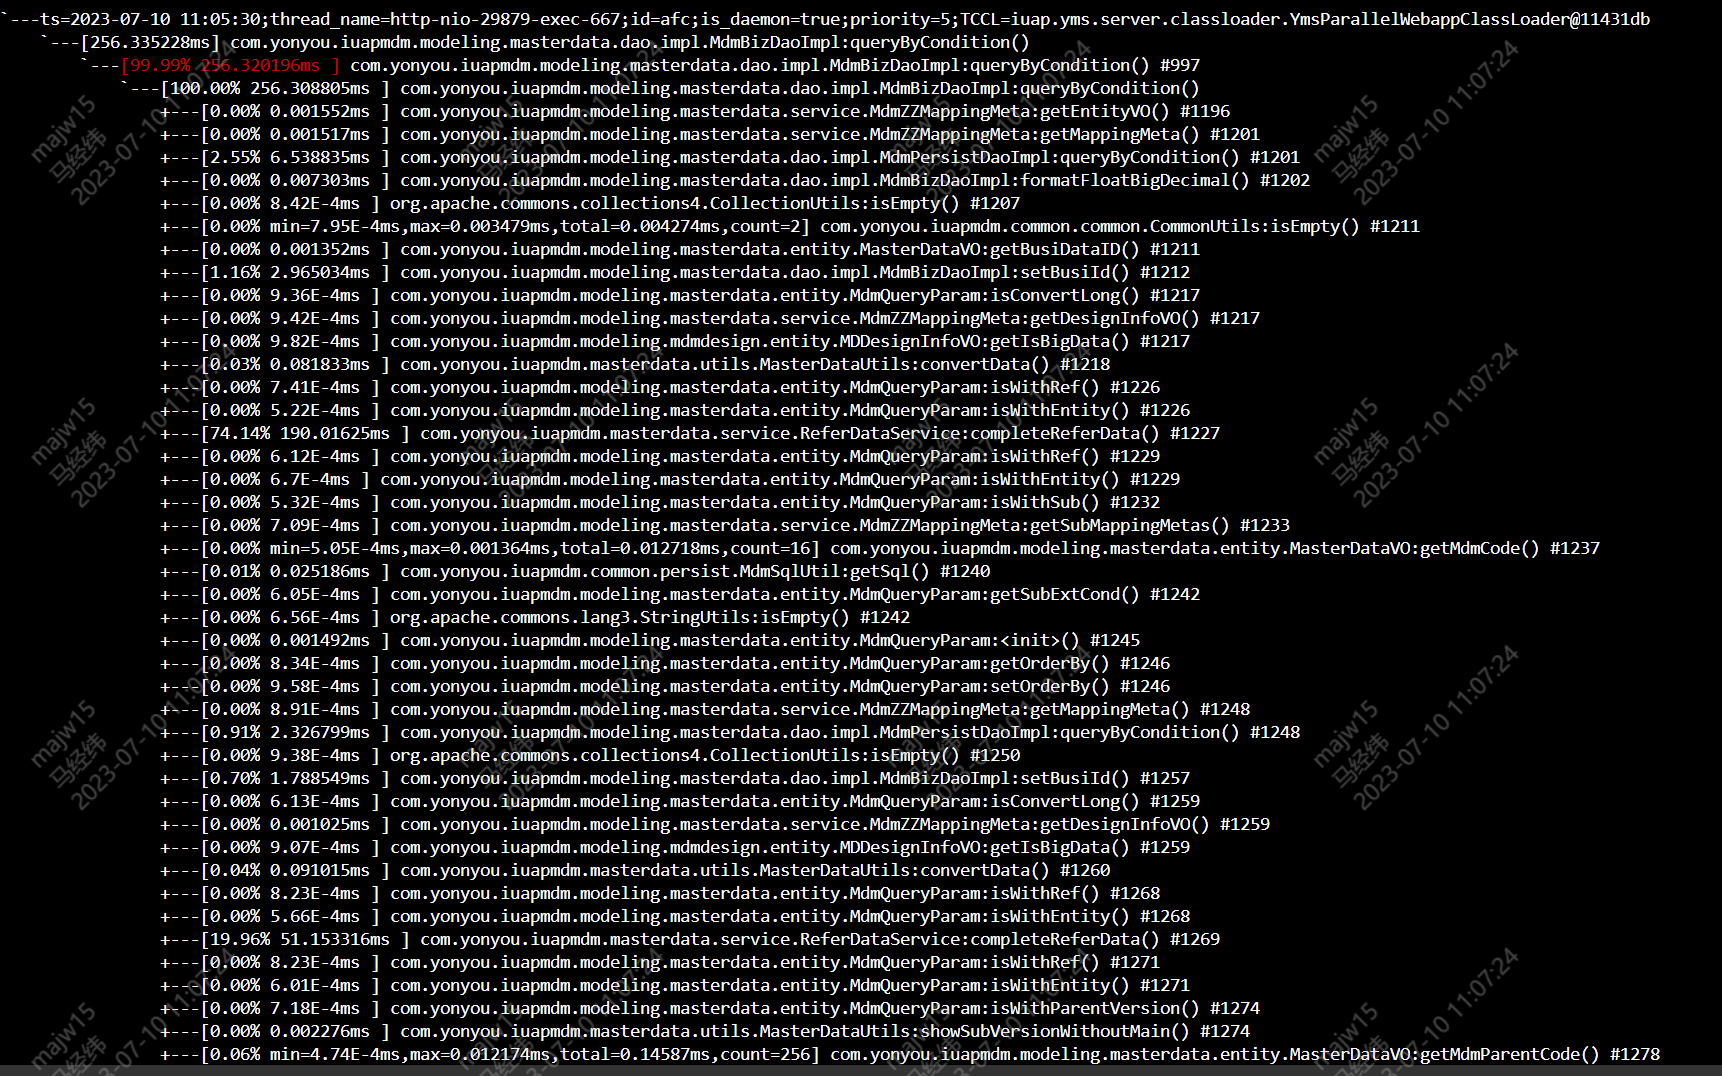 `---ts=2023-07-10 11:05:30;thread_name=http-nio-29879-exec-667;id=afc;is_daemon=true;priority=5;TCCL=iuap.yms.server.classloader.YmsParallelWebappClassLoader@11431db
`---[256.335228ms] com.yonyou.iuapmdm.modeling.masterdata.dao.impl.MdmBizDaoImpl:queryByCondition()
`---[99.99% 256.320196ms ] com.yonyou.iuapmdm.modeling.masterdata.dao.impl.MdmBizDaoImpl:queryByCondition() #997
`---[100.00% 256.308805ms ] com.yonyou.iuapmdm.modeling.masterdata.dao.impl.MdmBizDaoImpl:queryByCondition()
+---[0.00% 0.001552ms ] com.yonyou.iuapmdm.modeling.masterdata.service.MdmZZMappingMeta:getEntityVO() #1196
+---[0.00% 0.001517ms ] com.yonyou.iuapmdm.modeling.masterdata.service.MdmZZMappingMeta:getMappingMeta() #1201
+---[2.55% 6.538835ms ] com.yonyou.iuapmdm.modeling.masterdata.dao.impl.MdmPersistDaoImpl:queryByCondition() #1201
+---[0.00% 0.007303ms ] com.yonyou.iuapmdm.modeling.masterdata.dao.impl.MdmBizDaoImpl:formatFloatBigDecimal() #1202
+---[0.00% 8.42E-4ms ] org.apache.commons.collections4.CollectionUtils:isEmpty() #1207
+---[0.00% min=7.95E-4ms,max=0.003479ms,total=0.004274ms,count=2] com.yonyou.iuapmdm.common.common.CommonUtils:isEmpty() #1211
+---[0.00% 0.001352ms ] com.yonyou.iuapmdm.modeling.masterdata.entity.MasterDataVO:getBusiDataID() #1211
+---[1.16% 2.965034ms ] com.yonyou.iuapmdm.modeling.masterdata.dao.impl.MdmBizDaoImpl:setBusiId() #1212
+---[0.00% 9.36E-4ms ] com.yonyou.iuapmdm.modeling.masterdata.entity.MdmQueryParam:isConvertLong() #1217
+---[0.00% 9.42E-4ms ] com.yonyou.iuapmdm.modeling.masterdata.service.MdmZZMappingMeta:getDesignInfoVO() #1217
+---[0.00% 9.82E-4ms ] com.yonyou.iuapmdm.modeling.mdmdesign.entity.MDDesignInfoVO:getIsBigData() #1217
+---[0.03% 0.081833ms ] com.yonyou.iuapmdm.masterdata.utils.MasterDataUtils:convertData() #1218
+---[0.00% 7.41E-4ms ] com.yonyou.iuapmdm.modeling.masterdata.entity.MdmQueryParam:isWithRef() #1226
+---[0.00% 5.22E-4ms ] com.yonyou.iuapmdm.modeling.masterdata.entity.MdmQueryParam:isWithEntity() #1226
+---[74.14% 190.01625ms ] com.yonyou.iuapmdm.masterdata.service.ReferDataService:completeReferData() #1227
+---[0.00% 6.12E-4ms ] com.yonyou.iuapmdm.modeling.masterdata.entity.MdmQueryParam:isWithRef() #1229
+---[0.00% 6.7E-4ms ] com.yonyou.iuapmdm.modeling.masterdata.entity.MdmQueryParam:isWithEntity() #1229
+---[0.00% 5.32E-4ms ] com.yonyou.iuapmdm.modeling.masterdata.entity.MdmQueryParam:isWithSub() #1232
+---[0.00% 7.09E-4ms ] com.yonyou.iuapmdm.modeling.masterdata.service.MdmZZMappingMeta:getSubMappingMetas() #1233
+---[0.00% min=5.05E-4ms,max=0.001364ms,total=0.012718ms,count=16] com.yonyou.iuapmdm.modeling.masterdata.entity.MasterDataVO:getMdmCode() #1237
+---[0.01% 0.025186ms ] com.yonyou.iuapmdm.common.persist.MdmSqlUtil:getSql() #1240
+---[0.00% 6.05E-4ms ] com.yonyou.iuapmdm.modeling.masterdata.entity.MdmQueryParam:getSubExtCond() #1242
+---[0.00% 6.56E-4ms ] org.apache.commons.lang3.StringUtils:isEmpty() #1242
+---[0.00% 0.001492ms ] com.yonyou.iuapmdm.modeling.masterdata.entity.MdmQueryParam:<init>() #1245
+---[0.00% 8.34E-4ms ] com.yonyou.iuapmdm.modeling.masterdata.entity.MdmQueryParam:getOrderBy() #1246
+---[0.00% 9.58E-4ms ] com.yonyou.iuapmdm.modeling.masterdata.entity.MdmQueryParam:setOrderBy() #1246
+---[0.00% 8.91E-4ms ] com.yonyou.iuapmdm.modeling.masterdata.service.MdmZZMappingMeta:getMappingMeta() #1248
+---[0.91% 2.326799ms ] com.yonyou.iuapmdm.modeling.masterdata.dao.impl.MdmPersistDaoImpl:queryByCondition() #1248
+---[0.00% 9.38E-4ms ] org.apache.commons.collections4.CollectionUtils:isEmpty() #1250
+---[0.70% 1.788549ms ] com.yonyou.iuapmdm.modeling.masterdata.dao.impl.MdmBizDaoImpl:setBusiId() #1257
+---[0.00% 6.13E-4ms ] com.yonyou.iuapmdm.modeling.masterdata.entity.MdmQueryParam:isConvertLong() #1259
+---[0.00% 0.001025ms ] com.yonyou.iuapmdm.modeling.masterdata.service.MdmZZMappingMeta:getDesignInfoVO() #1259
+---[0.00% 9.07E-4ms ] com.yonyou.iuapmdm.modeling.mdmdesign.entity.MDDesignInfoVO:getIsBigData() #1259
+---[0.04% 0.091015ms ] com.yonyou.iuapmdm.masterdata.utils.MasterDataUtils:convertData() #1260
+---[0.00% 8.23E-4ms ] com.yonyou.iuapmdm.modeling.masterdata.entity.MdmQueryParam:isWithRef() #1268
+---[0.00% 5.66E-4ms ] com.yonyou.iuapmdm.modeling.masterdata.entity.MdmQueryParam:isWithEntity() #1268
+---[19.96% 51.153316ms ] com.yonyou.iuapmdm.masterdata.service.ReferDataService:completeReferData() #1269
+---[0.00% 8.23E-4ms ] com.yonyou.iuapmdm.modeling.masterdata.entity.MdmQueryParam:isWithRef() #1271
+---[0.00% 6.01E-4ms ] com.yonyou.iuapmdm.modeling.masterdata.entity.MdmQueryParam:isWithEntity() #1271
+---[0.00% 7.18E-4ms ] com.yonyou.iuapmdm.modeling.masterdata.entity.MdmQueryParam:isWithParentVersion() #1274
+---[0.00% 0.002276ms ] com.yonyou.iuapmdm.masterdata.utils.MasterDataUtils:showSubVersionWithoutMain() #1274
+---[0.06% min=4.74E-4ms,max=0.012174ms,total=0.14587ms,count=256] com.yonyou.iuapmdm.modeling.masterdata.entity.MasterDataVO:getMdmParentCode() #1278
majw15
马经纬
2023-07-10 11:07:24